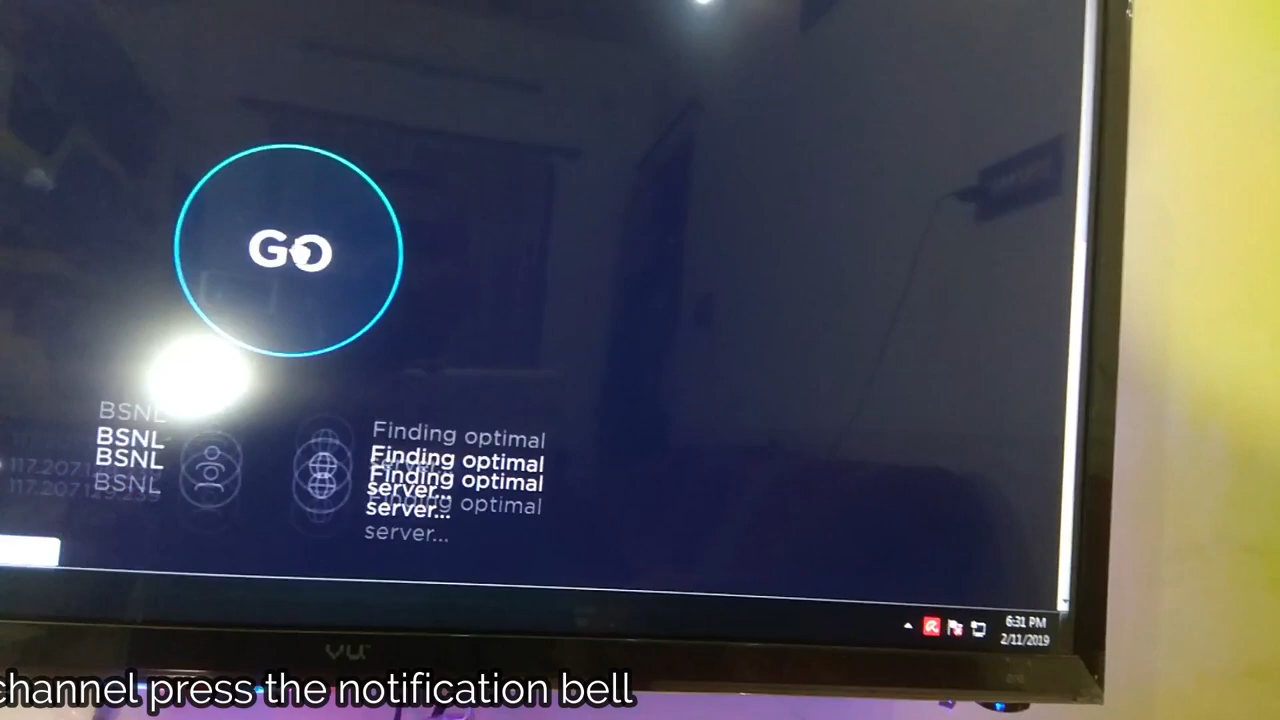 GO
BSNL
BSNL
BSNL
BSNL
Finding optimal
Finding optimal
Finding optimal
server...
Finding optimal
server...
server...
6:31 PM
2/11/2019
VU
channel press the notification bell